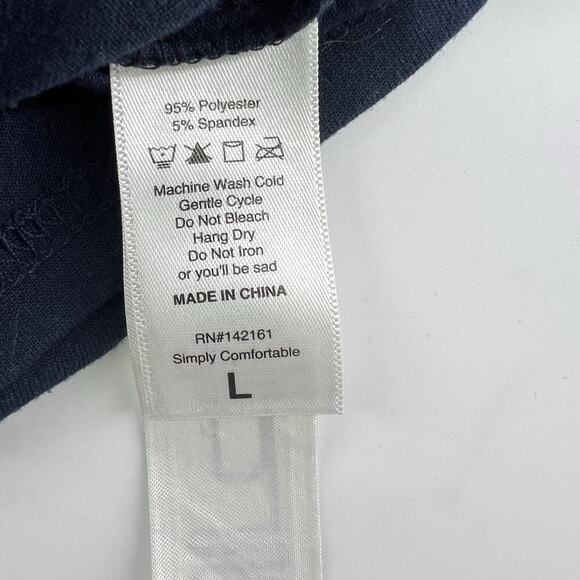 95% Polyester
5% Spandex
Machine Wash Cold
Gentle Cycle
Do Not Bleach
Hang Dry
Do Not Iron
or you'll be sad
MADE IN CHINA
RN#142161
Simply Comfortable
L